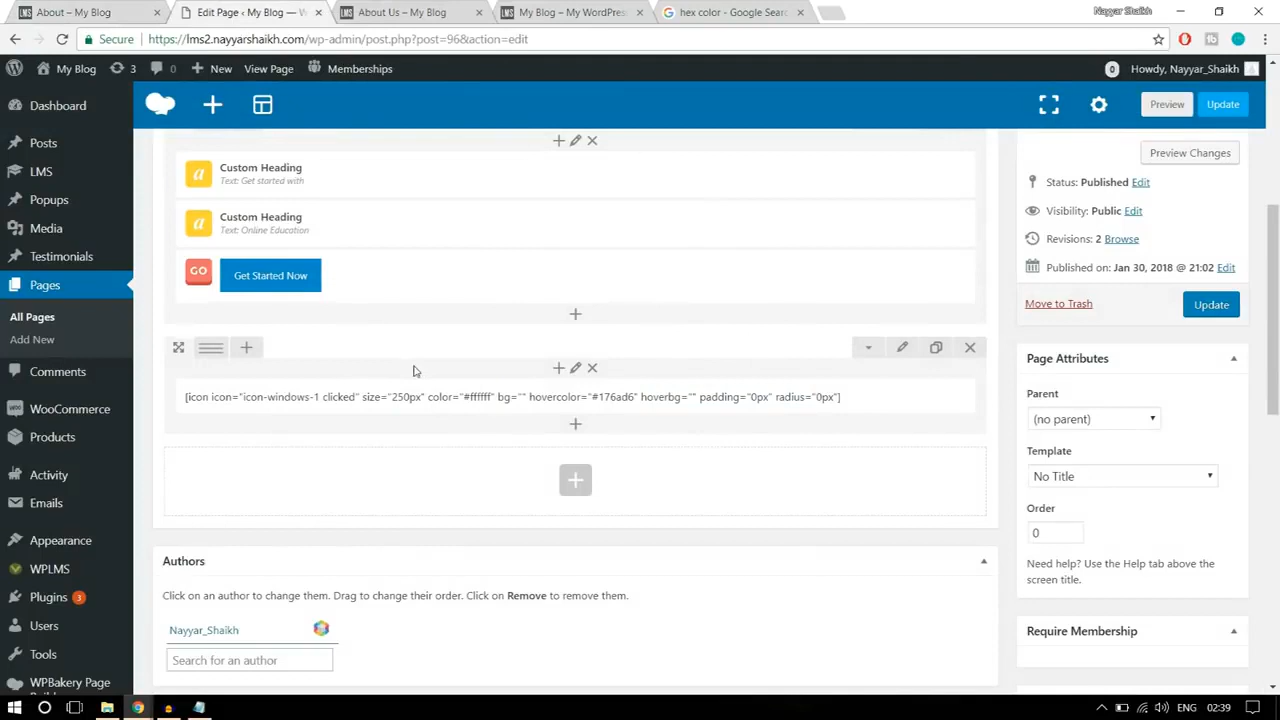 About – My Blog
Edit Page ‹ My Blog — W
About Us – My Blog
My Blog – My WordPress
hex color - Google Searc
Nayyar Shaikh
Secure
https://lms2.nayyarshaikh.com/wp-admin/post.php?post=96&action=edit
My Blog
3
New
View Page
Memberships
0
Howdy, Nayyar_Shaikh
Dashboard
Posts
LMS
Popups
Media
Testimonials
Pages
All Pages
Add New
Comments
WooCommerce
Products
Activity
Emails
Appearance
WPLMS
Plugins 3
Users
Tools
WPBakery Page
Preview
Update
Custom Heading
Text: Get started with
Custom Heading
Text: Online Education
GO
Get Started Now
[icon icon="icon-windows-1 clicked" size="250px" color="#ffffff" bg="" hovercolor="#176ad6" hoverbg="" padding="0px" radius="0px"]
Authors
Click on an author to change them. Drag to change their order. Click on Remove to remove them.
Nayyar_Shaikh
Search for an author
Preview Changes
Status: Published Edit
Visibility: Public Edit
Revisions: 2 Browse
Published on: Jan 30, 2018 @ 21:02 Edit
Move to Trash
Update
Page Attributes
Parent
(no parent)
Template
No Title
Order
0
Need help? Use the Help tab above the
screen title.
Require Membership
ENG
02:39